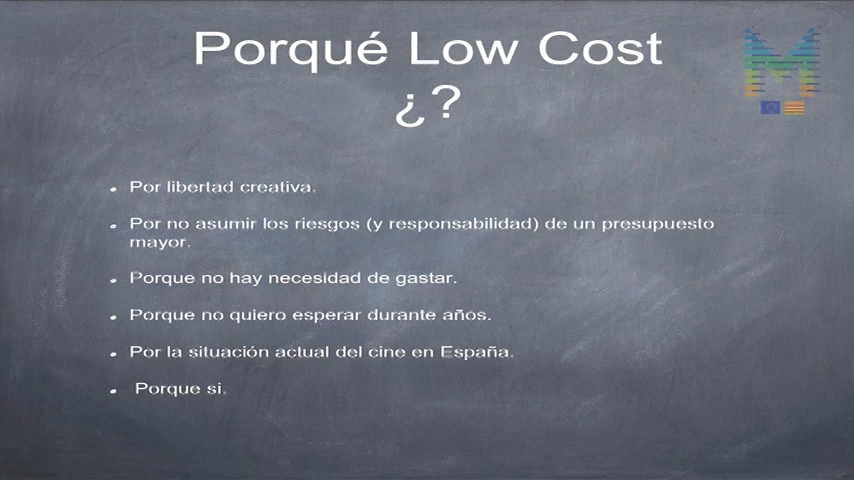 Porqué Low Cost
¿?
Por libertad creativa.
Por no asumir los riesgos (y responsabilidad) de un presupuesto
mayor.
Porque no hay necesidad de gastar.
Porque no quiero esperar durante años.
Por la situación actual del cine en España.
Porque si.